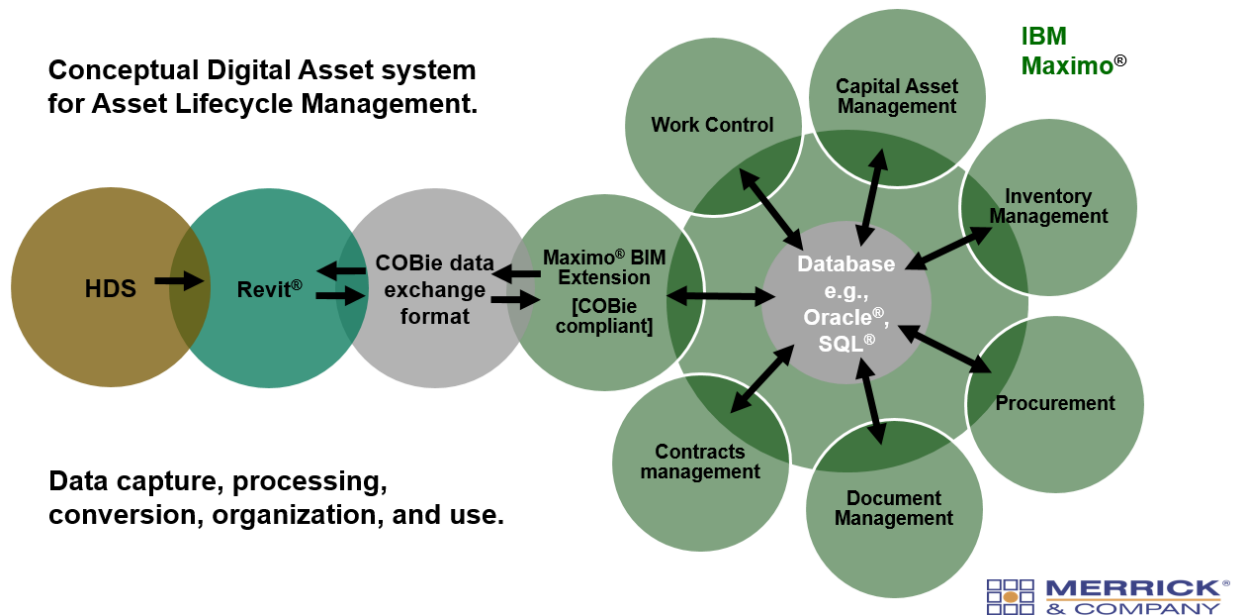 Conceptual Digital Asset system
for Asset Lifecycle Management.
IBM
Maximo®
Work Control
Capital Asset
Management
Inventory
Management
HDS
Revit®
COBie data
exchange
format
Maximo® BIM
Extension
[COBie
compliant]
Database
e.g.,
Oracle®,
SQL®
Procurement
Contracts
management
Document
Management
Data capture, processing,
conversion, organization, and use.
MERRICK®
& COMPANY